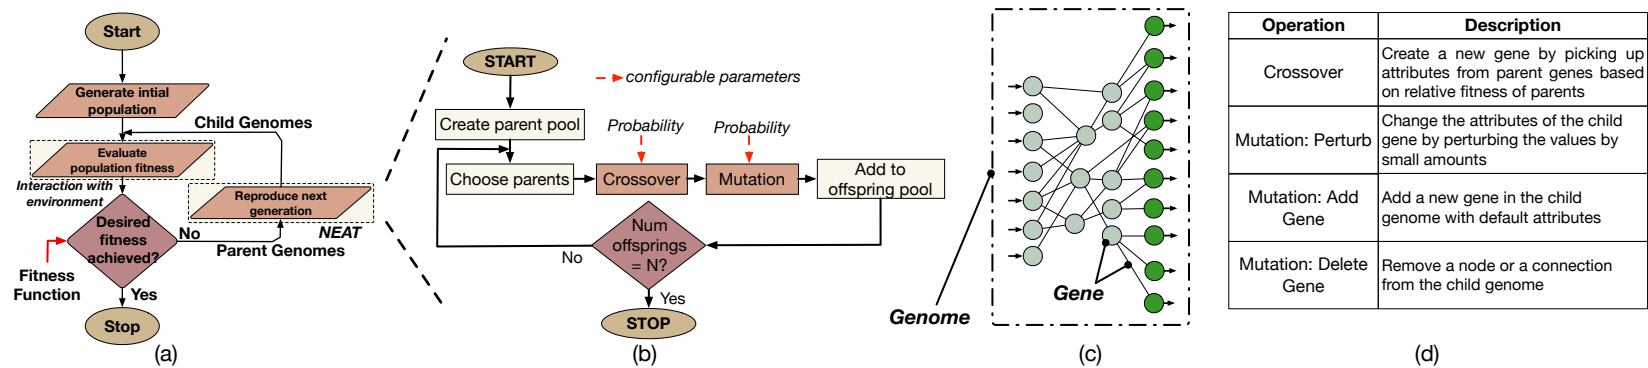 Start
Generate intial
population
Child Genomes
Evaluate
population fitness
Interaction with
environment
Reproduce next
generation
NEAT
Desired
fitness
achieved?
No
Parent Genomes
Fitness
Function
Yes
Stop
(a)
START
configurable parameters
Create parent pool
Probability
Probability
Choose parents
Crossover
Mutation
Add to
offspring pool
Num
offsprings
= N?
No
Yes
STOP
(b)
Genome
Gene
(c)
Operation
Description
Crossover
Create a new gene by picking up
attributes from parent genes based
on relative fitness of parents
Mutation: Perturb
Change the attributes of the child
gene by perturbing the values by
small amounts
Mutation: Add
Gene
Add a new gene in the child
genome with default attributes
Mutation: Delete
Gene
Remove a node or a connection
from the child genome
(d)